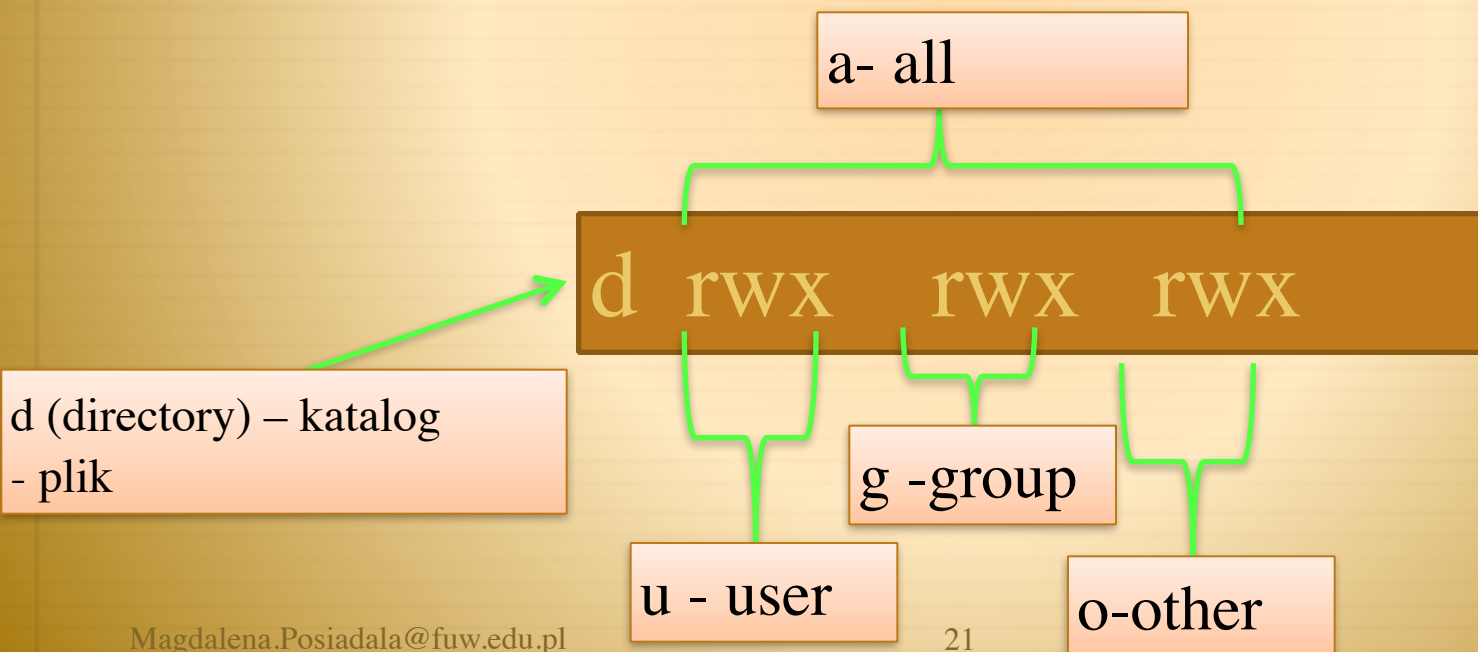 a- all
d rwx rwx rwx
d (directory) – katalog
- plik
g -group
u - user
o-other
Magdalena.Posiadala@fuw.edu.pl
21